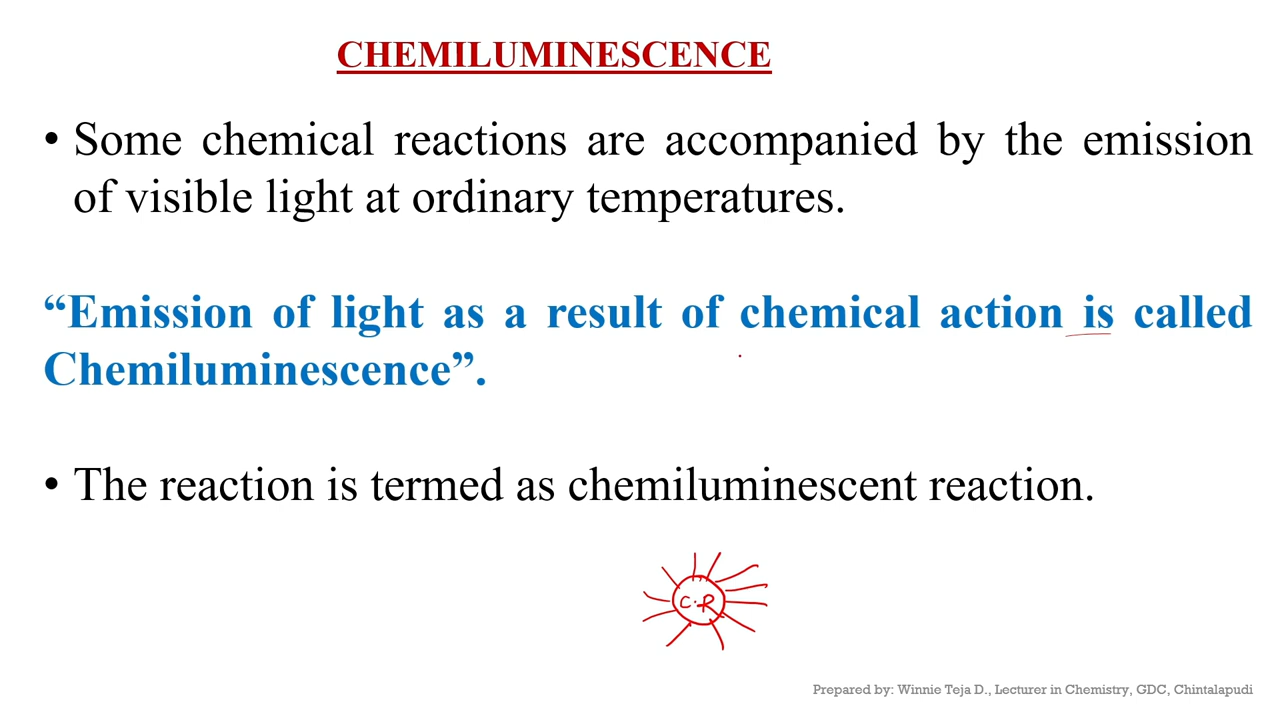 CHEMILUMINESCENCE
• Some chemical reactions are accompanied by the emission
of visible light at ordinary temperatures.
“Emission of light as a result of chemical action is called
Chemiluminescence”.
• The reaction is termed as chemiluminescent reaction.
C.R
Prepared by: Winnie Teja D., Lecturer in Chemistry, GDC, Chintalapudi